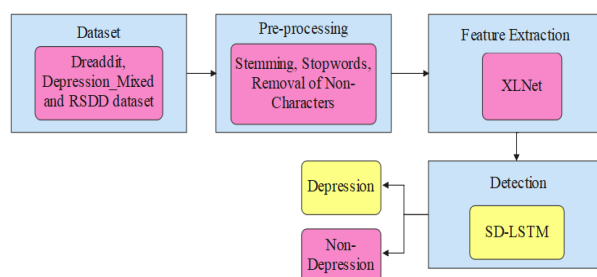 Dataset
Dreaddit,
Depression_Mixed
and RSDD dataset
Pre-processing
Stemming, Stopwords,
Removal of Non-
Characters
Feature Extraction
XLNet
Detection
SD-LSTM
Depression
Non-
Depression